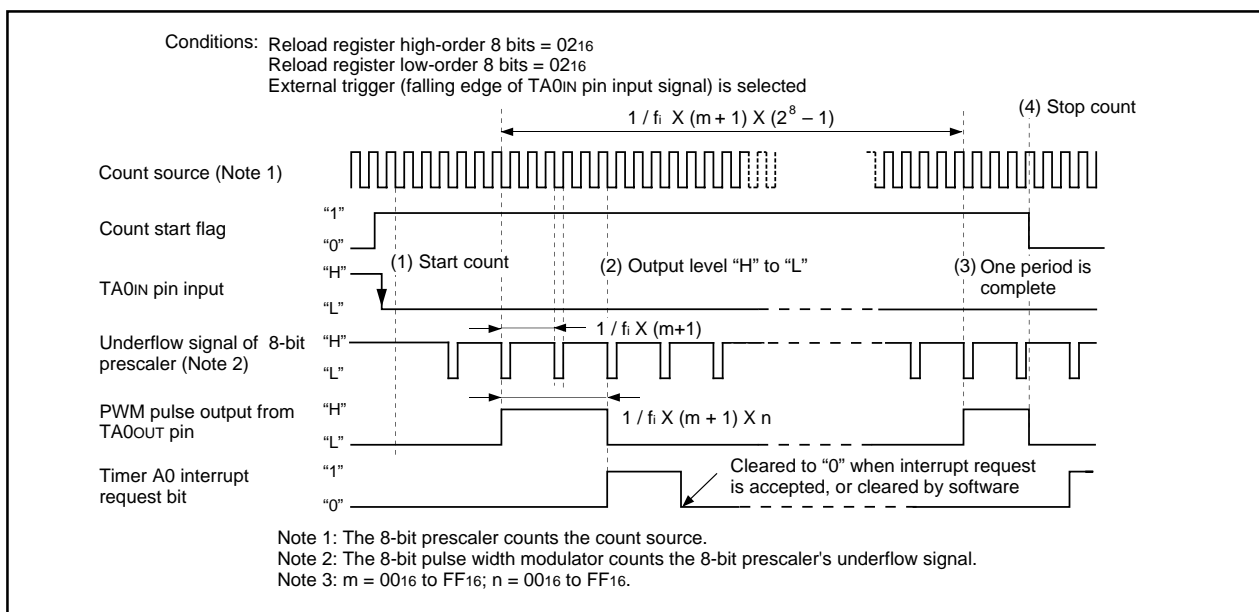 Conditions: Reload register high-order 8 bits = 0216
Reload register low-order 8 bits = 0216
External trigger (falling edge of TA0IN pin input signal) is selected
1 / fi X (m + 1) X (2^8 – 1)
(4) Stop count
Count source (Note 1)
“1”
Count start flag
“0”
“H”
(1) Start count
(2) Output level “H” to “L”
(3) One period is
complete
TA0IN pin input
“L”
1 / fi X (m+1)
Underflow signal of 8-bit
prescaler (Note 2)
“H”
“L”
PWM pulse output from
TA0OUT pin
“H”
“L”
1 / fi X (m + 1) X n
Timer A0 interrupt
request bit
“1”
“0”
Cleared to “0” when interrupt request
is accepted, or cleared by software
Note 1: The 8-bit prescaler counts the count source.
Note 2: The 8-bit pulse width modulator counts the 8-bit prescaler's underflow signal.
Note 3: m = 0016 to FF16; n = 0016 to FF16.